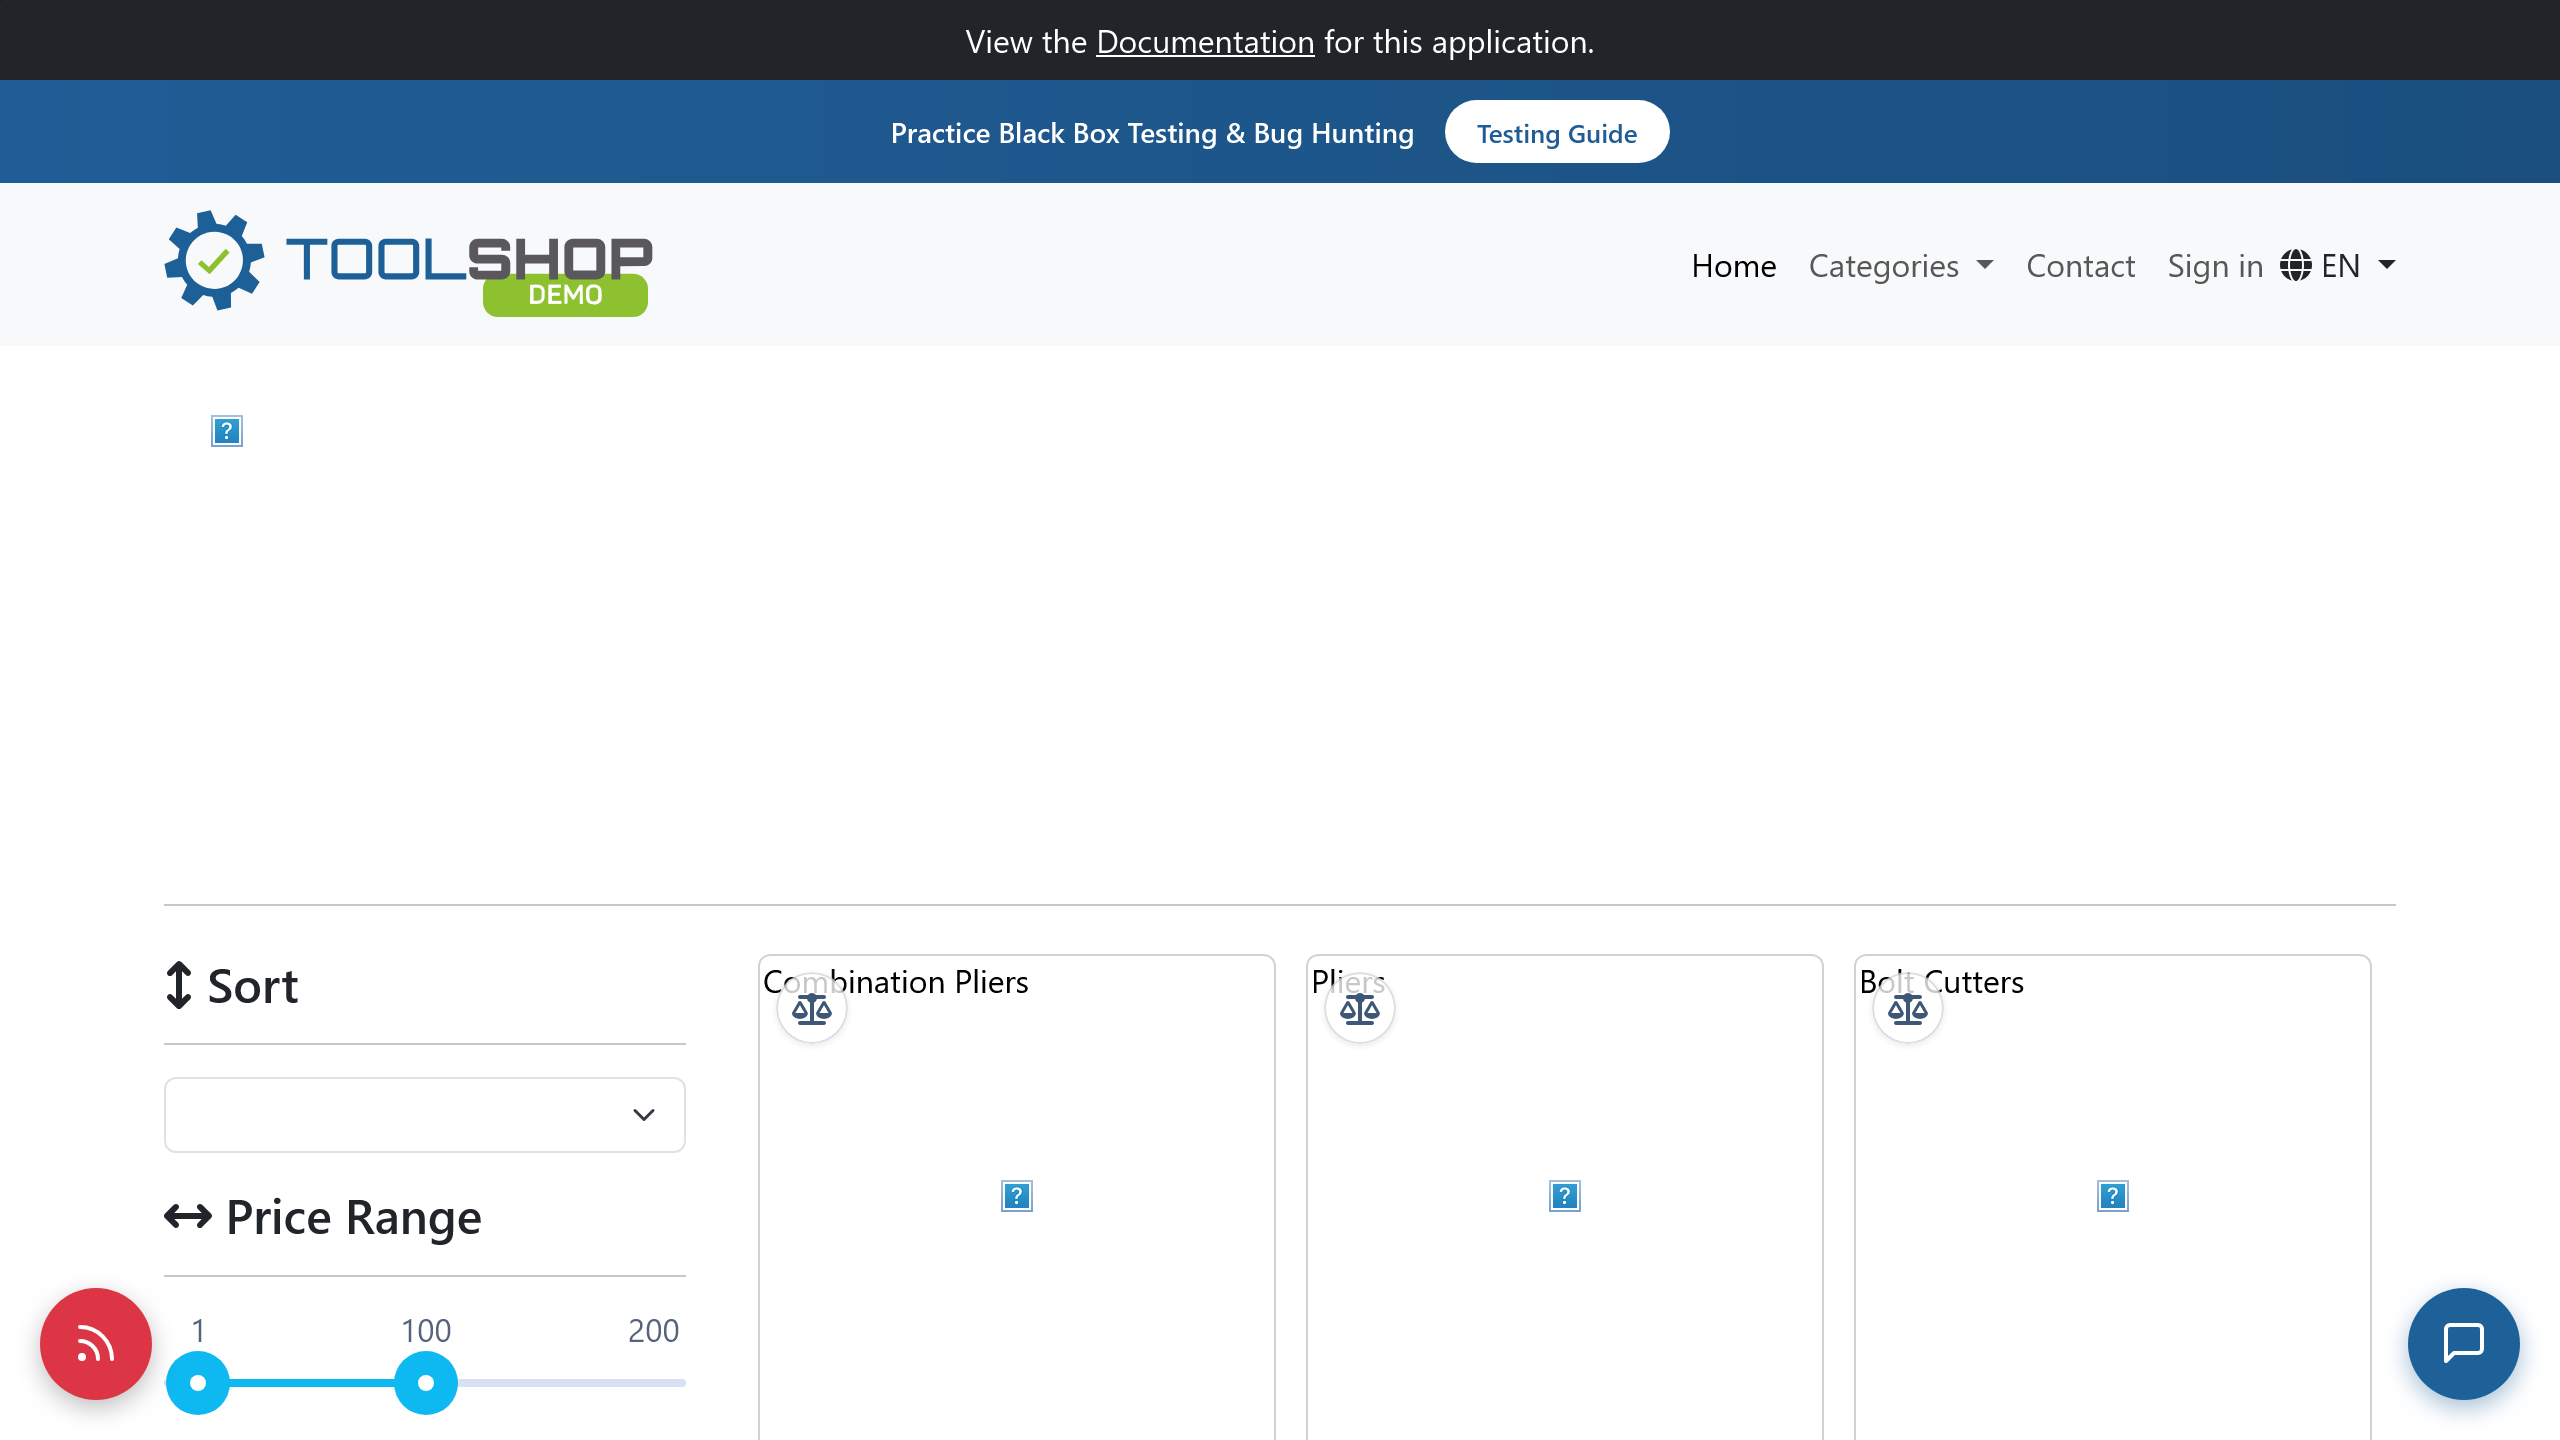 View the Documentation for this application.
Practice Black Box Testing & Bug Hunting
Testing Guide
TOOLSHOP
DEMO
Home
Categories
Contact
Sign in
EN
Sort
Combination Pliers
Pliers
Bolt Cutters
Price Range
1
100
200